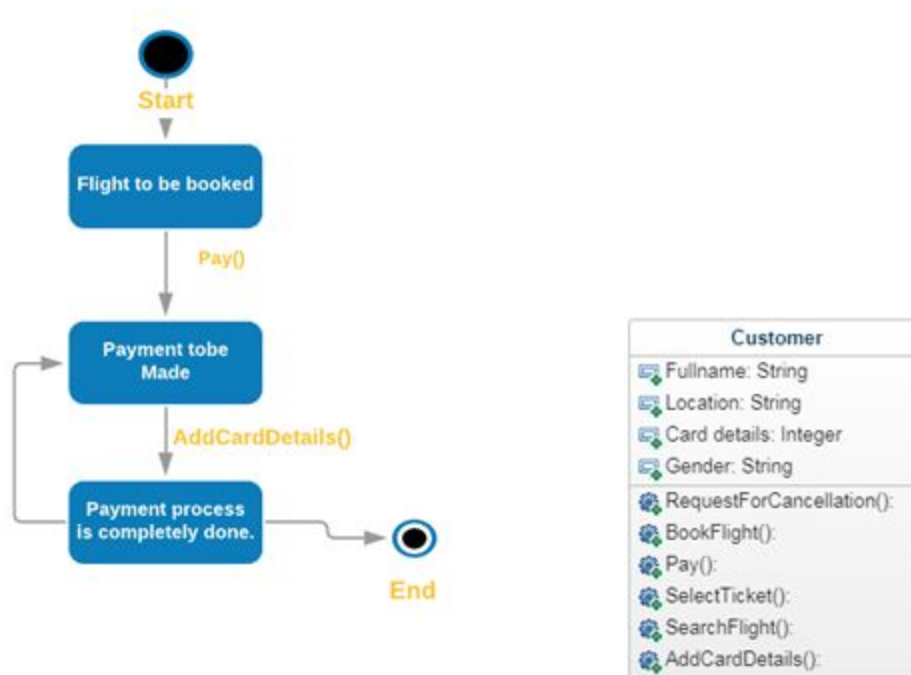 Start
Flight to be booked
Pay()
Payment tobe
Made
AddCardDetails()
Payment process
is completely done.
End
Customer
Fullname: String
Location: String
Card details: Integer
Gender: String
RequestForCancellation():
BookFlight():
Pay():
SelectTicket():
SearchFlight():
AddCardDetails():